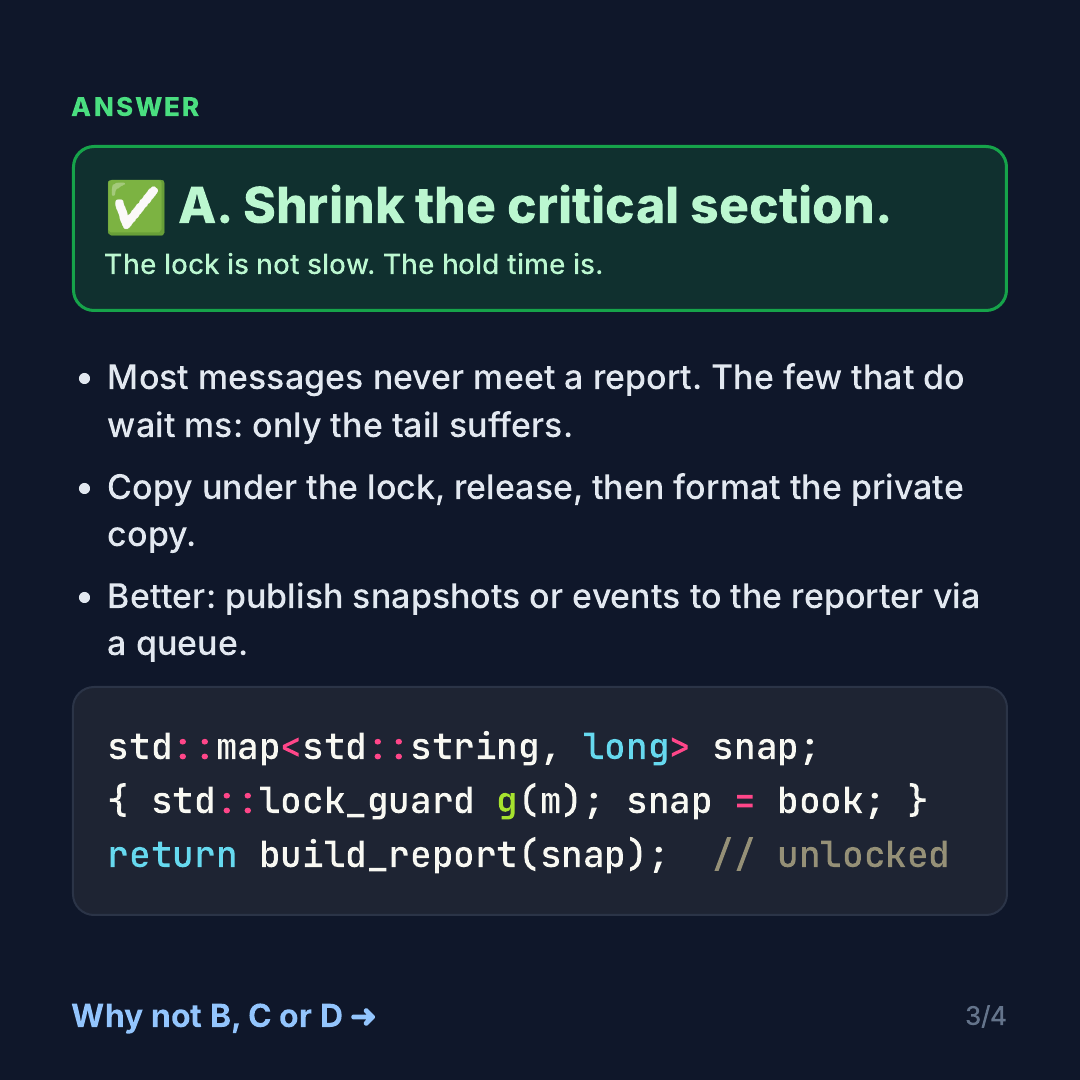 ANSWER
✅ A. Shrink the critical section.
The lock is not slow. The hold time is.
• Most messages never meet a report. The few that do
wait ms: only the tail suffers.
• Copy under the lock, release, then format the private
copy.
• Better: publish snapshots or events to the reporter via
a queue.
std::map<std::string, long> snap;
{ std::lock_guard g(m); snap = book; }
return build_report(snap);  // unlocked
Why not B, C or D ➜
3/4